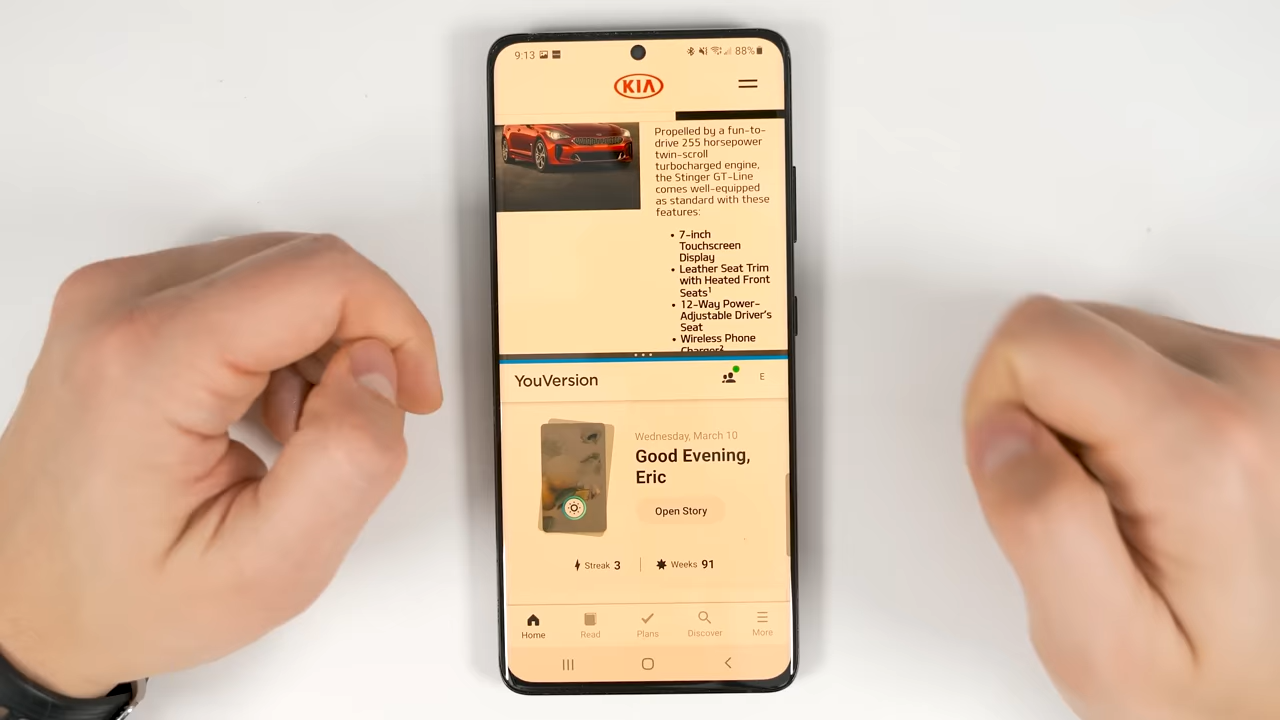 9:13
88%
KIA
Propelled by a fun-to-
drive 255 horsepower
twin-scroll
turbocharged engine,
the Stinger GT-Line
comes well-equipped
as standard with these
features:
• 7-inch
Touchscreen
Display
• Leather Seat Trim
with Heated Front
Seats¹
• 12-Way Power-
Adjustable Driver's
Seat
• Wireless Phone
Charger²
YouVersion
E
Wednesday, March 10
Good Evening,
Eric
Open Story
Streak 3
Weeks 91
Home
Read
Plans
Discover
More